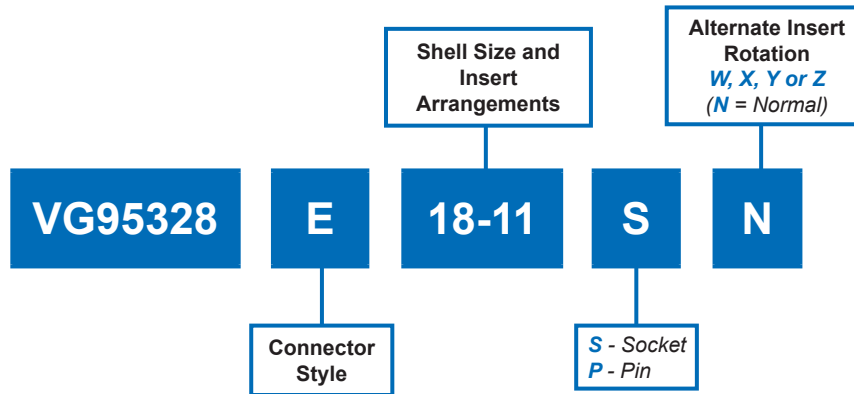 Shell Size and
Insert
Arrangements
Alternate Insert
Rotation
W, X, Y or Z
(N = Normal)
VG95328 E 18-11 S N
Connector
Style
S - Socket
P - Pin